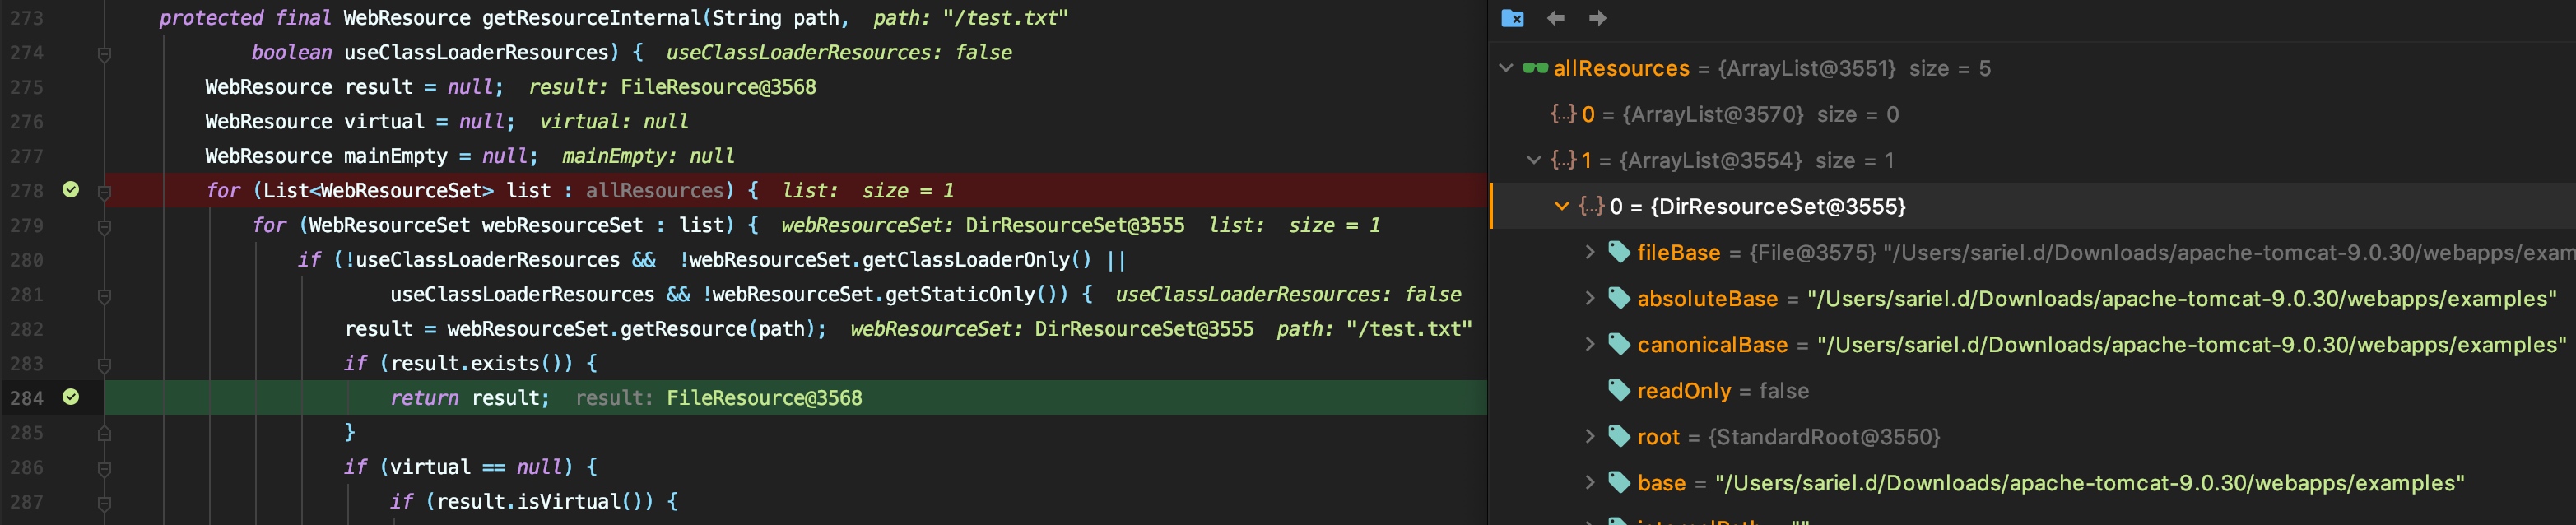 273 protected final WebResource getResourceInternal(String path, path: "/test.txt"
274 boolean useClassLoaderResources) { useClassLoaderResources: false
275 WebResource result = null; result: FileResource@3568
276 WebResource virtual = null; virtual: null
277 WebResource mainEmpty = null; mainEmpty: null
278 for (List<WebResourceSet> list : allResources) { list: size = 1
279 for (WebResourceSet webResourceSet : list) { webResourceSet: DirResourceSet@3555 list: size = 1
280 if (!useClassLoaderResources && !webResourceSet.getClassLoaderOnly() ||
281 useClassLoaderResources && !webResourceSet.getStaticOnly()) { useClassLoaderResources: false
282 result = webResourceSet.getResource(path); webResourceSet: DirResourceSet@3555 path: "/test.txt"
283 if (result.exists()) {
284 return result; result: FileResource@3568
285 }
286 if (virtual == null) {
287 if (result.isVirtual()) {
allResources = {ArrayList@3551} size = 5
{...} 0 = {ArrayList@3570} size = 0
{...} 1 = {ArrayList@3554} size = 1
{...} 0 = {DirResourceSet@3555}
fileBase = {File@3575} "/Users/sariel.d/Downloads/apache-tomcat-9.0.30/webapps/exam
absoluteBase = "/Users/sariel.d/Downloads/apache-tomcat-9.0.30/webapps/examples"
canonicalBase = "/Users/sariel.d/Downloads/apache-tomcat-9.0.30/webapps/examples"
readOnly = false
root = {StandardRoot@3550}
base = "/Users/sariel.d/Downloads/apache-tomcat-9.0.30/webapps/examples"